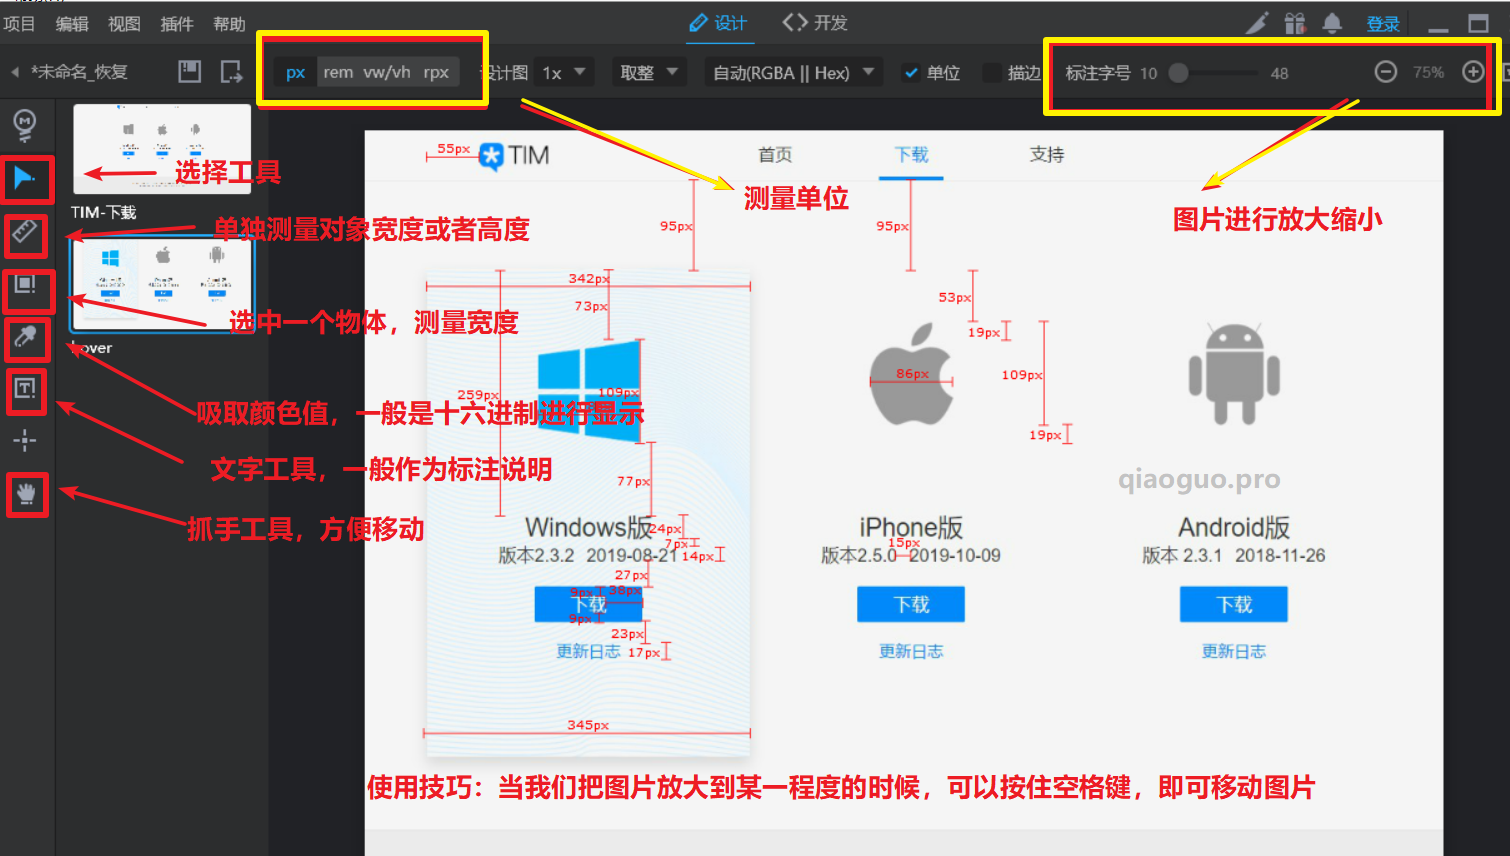 项目 编辑 视图 插件 帮助
设计 开发
登录
*未命名_恢复
px rem vw/vh rpx
设计图 1x
取整
自动(RGBA || Hex)
单位
描边
标注字号 10 48
75%
选择工具
TIM-下载
单独测量对象宽度或者高度
选中一个物体，测量宽度
hover
吸取颜色值，一般是十六进制进行显示
文字工具，一般作为标注说明
抓手工具，方便移动
测量单位
图片进行放大缩小
55px
TIM
首页
下载
支持
95px
95px
342px
73px
259px
109px
77px
53px
19px
86px
109px
19px
qiaoguo.pro
Windows版
24px
7px
版本2.3.2 2019-08-21
14px
27px
9px
38px
下载
9px
23px
更新日志
17px
345px
iPhone版
15px
版本2.5.0 2019-10-09
下载
更新日志
Android版
版本 2.3.1 2018-11-26
下载
更新日志
使用技巧：当我们把图片放大到某一程度的时候，可以按住空格键，即可移动图片